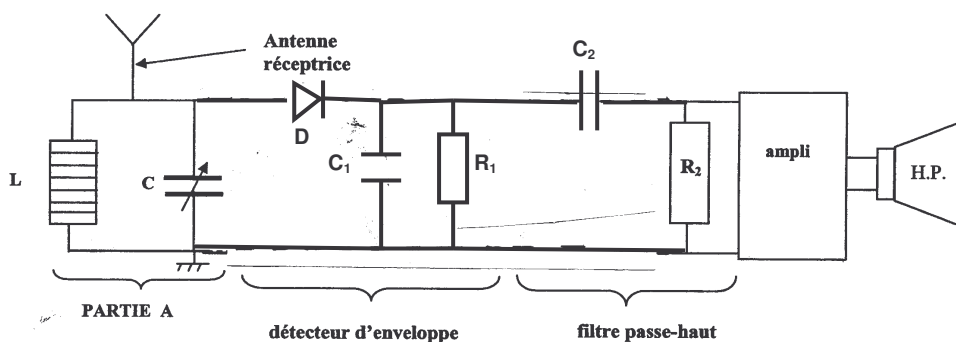 Antenne
réceptrice
C₂
D
C₁
R₁
R₂
ampli
H.P.
L
C
PARTIE A
détecteur d'enveloppe
filtre passe-haut